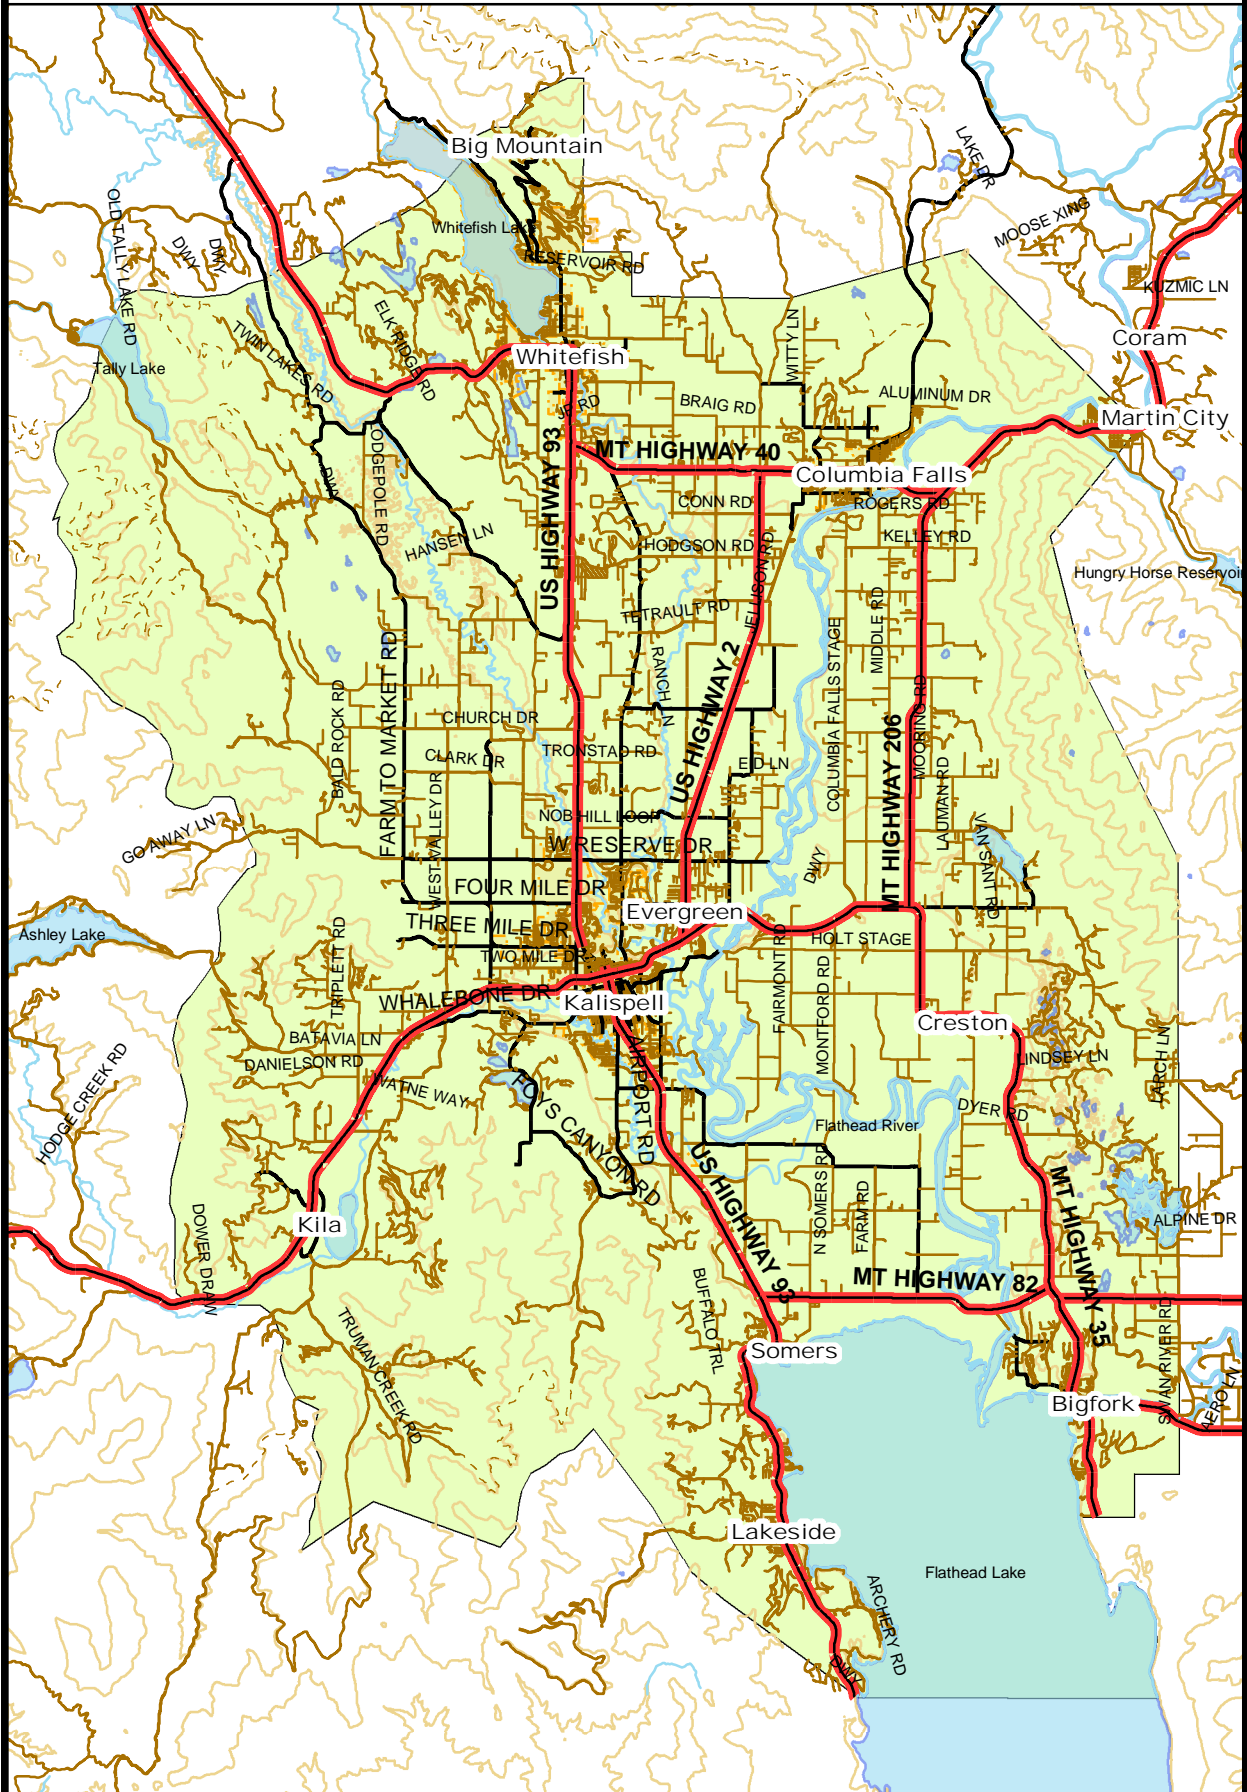 Big Mountain
LAKE DR
OLD TALLY LAKE RD
DWY
DWY
Whitefish Lake
MOOSE XING
RESERVOIR RD
KUZMIC LN
TWIN LAKES RD
ELK RIDGE RD
WITTY LN
Coram
Tally Lake
Whitefish
BRAIG RD
ALUMINUM DR
Martin City
LODGEPOLE RD
US HIGHWAY 93
MT HIGHWAY 40
Columbia Falls
DWY
CONN RD
ROGERS RD
HANSEN LN
HODGSON RD
KELLEY RD
JELLISON RD
Hungry Horse Reservoir
TETRAULT RD
MIDDLE RD
COLUMBIA FALLS STAGE
FARM TO MARKET RD
RANCH LN
US HIGHWAY 2
BALD ROCK RD
CHURCH DR
MOORING RD
MT HIGHWAY 206
CLARK DR
TRONSTAD RD
E D LN
WEST VALLEY DR
LAUMAN RD
GO AWAY LN
NOB HILL LOOP
W RESERVE DR
VAN SANT RD
DWY
FOUR MILE DR
Evergreen
Ashley Lake
THREE MILE DR
FAIRMONT RD
HOLT STAGE
TRIPLETT RD
TWO MILE DR
MONTFORD RD
WHALEBONE DR
Kalispell
Creston
BATAVIA LN
DANIELSON RD
LINDSEY LN
LARCH LN
HODGE CREEK RD
WATNE WAY
FOYS CANYON RD
AIRPORT RD
DYER RD
Flathead River
US HIGHWAY 93
N SOMERS RD
FARM RD
MT HIGHWAY 35
Kila
ALPINE DR
DOWER DRAW
MT HIGHWAY 82
BUFFALO TRL
TRUMAN CREEK RD
Somers
SWAN RIVER RD
AERO LN
Bigfork
Lakeside
Flathead Lake
ARCHERY RD
DWY